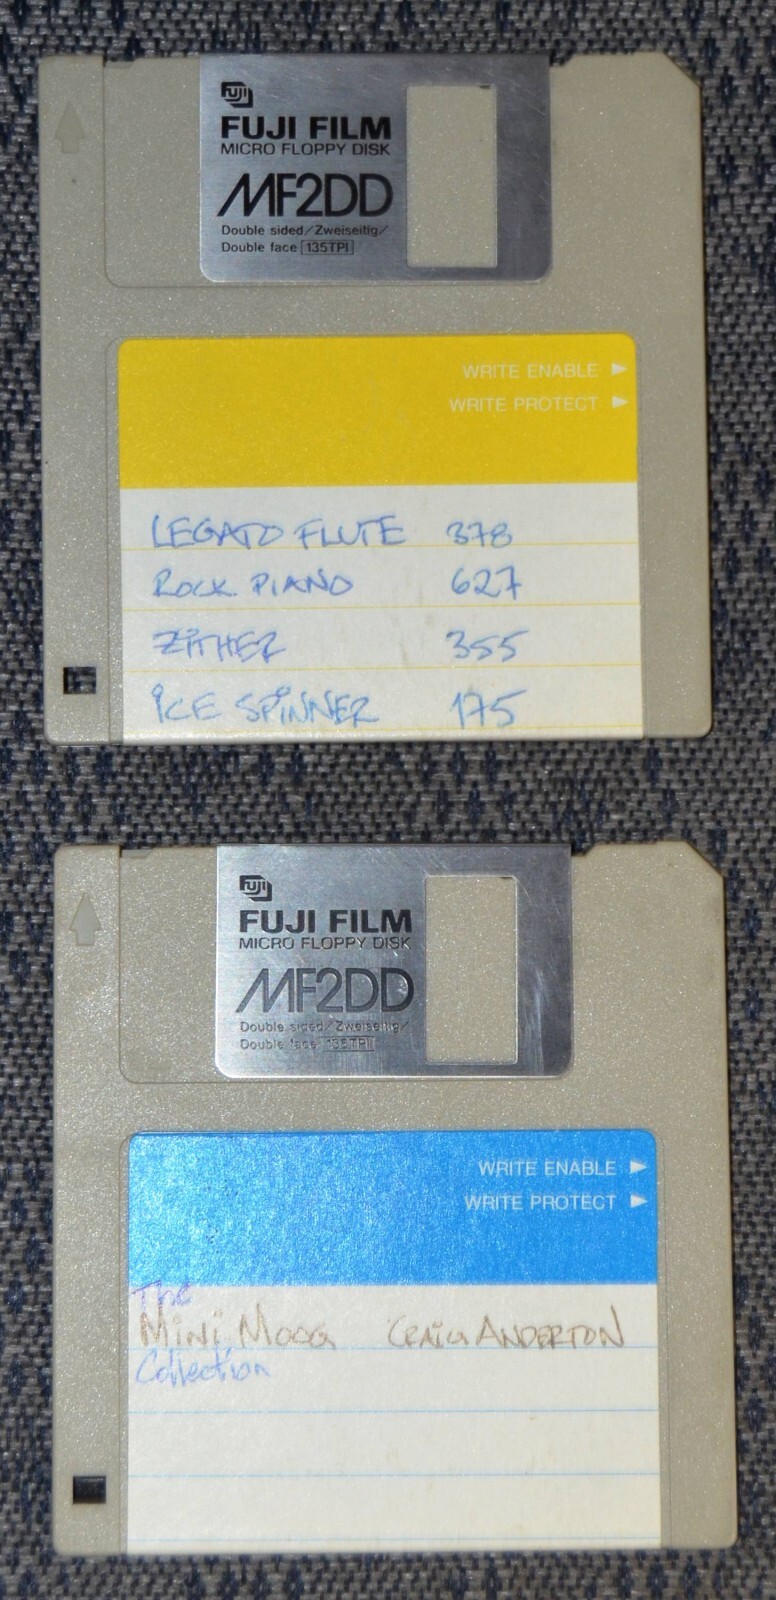 FUJI
FUJI FILM
MICRO FLOPPY DISK
MF2DD
Double sided/Zweiseitig/
Double face 135TPI
WRITE ENABLE ▶
WRITE PROTECT ▶
LEGATO FLUTE 378
ROCK PIANO 627
ZITHER 355
ICE SPINNER 175
FUJI
FUJI FILM
MICRO FLOPPY DISK
MF2DD
Double sided/Zweiseitig/
Double face 135TPI
WRITE ENABLE ▶
WRITE PROTECT ▶
The
MINI MOOG CRAIG ANDERTON
Collection